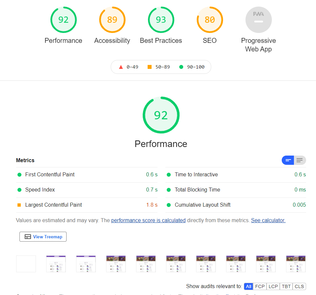 92 89 93 80
Performance Accessibility Best Practices SEO Progressive
Web App
0–49 50–89 90–100
92
Performance
Metrics
First Contentful Paint 0.6 s Time to Interactive 0.6 s
Speed Index 0.7 s Total Blocking Time 0 ms
Largest Contentful Paint 1.8 s Cumulative Layout Shift 0.005
Values are estimated and may vary. The performance score is calculated directly from these metrics. See calculator.
View Treemap
Show audits relevant to: All FCP LCP TBT CLS